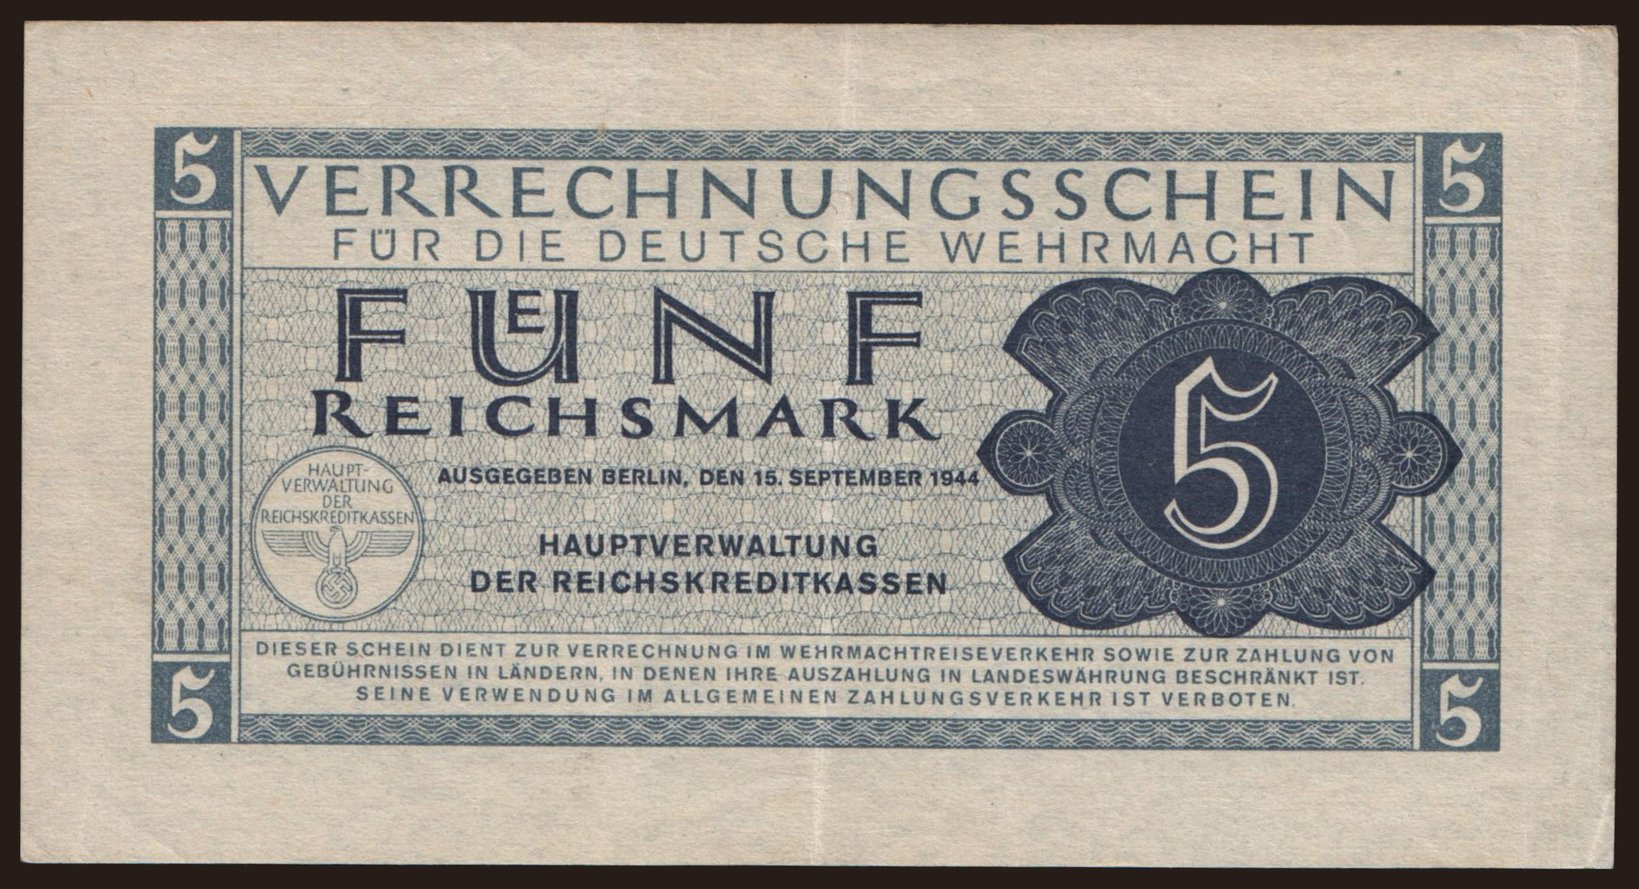 5 5
VERRECHNUNGSSCHEIN
FÜR DIE DEUTSCHE WEHRMACHT
FUENF
REICHSMARK
5
AUSGEGEBEN BERLIN, DEN 15. SEPTEMBER 1944
HAUPT-
VERWALTUNG
DER
REICHSKREDITKASSEN
HAUPTVERWALTUNG
DER REICHSKREDITKASSEN
DIESER SCHEIN DIENT ZUR VERRECHNUNG IM WEHRMACHTREISEVERKEHR SOWIE ZUR ZAHLUNG VON
GEBÜHRNISSEN IN LÄNDERN, IN DENEN IHRE AUSZAHLUNG IN LANDESWÄHRUNG BESCHRÄNKT IST.
SEINE VERWENDUNG IM ALLGEMEINEN ZAHLUNGSVERKEHR IST VERBOTEN.
5 5